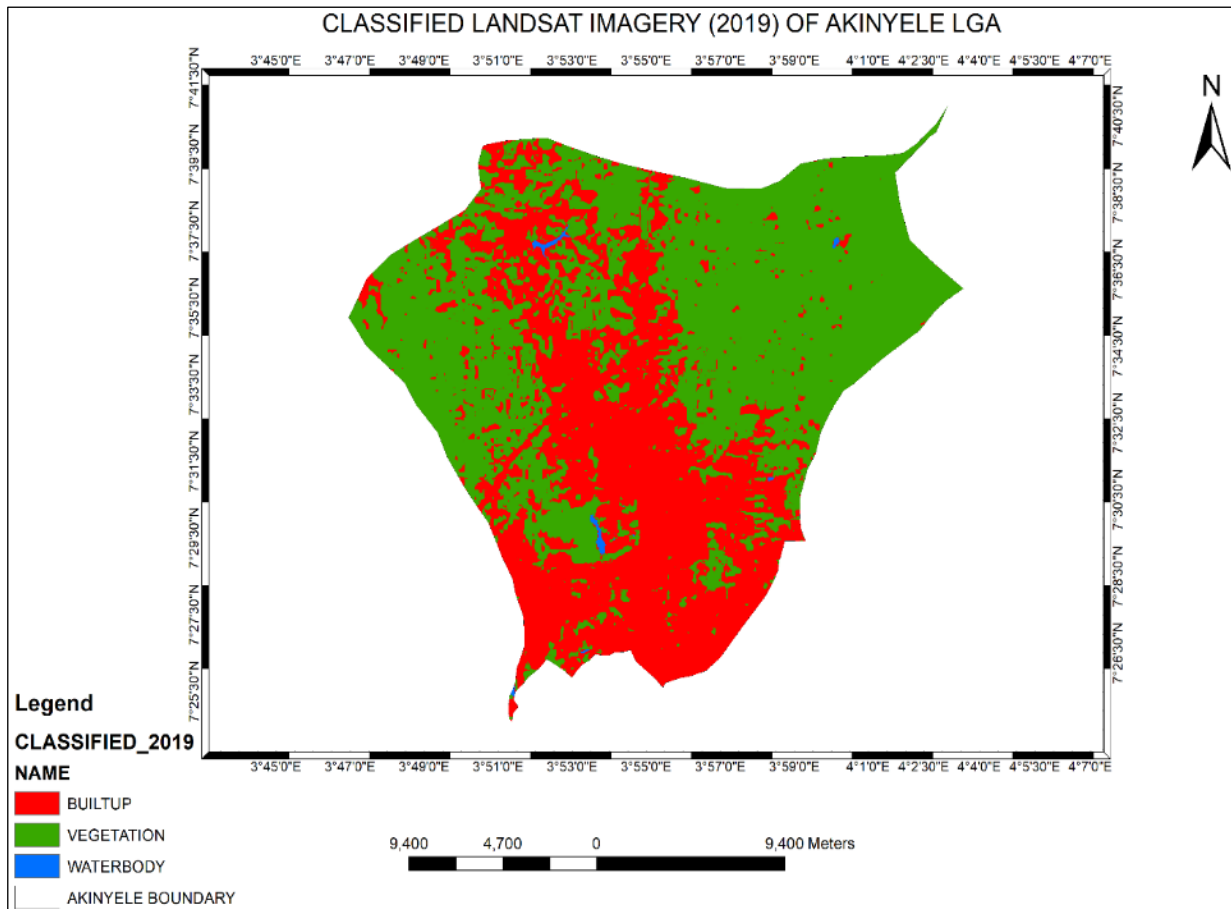 CLASSIFIED LANDSAT IMAGERY (2019) OF AKINYELE LGA
3°45'0"E 3°47'0"E 3°49'0"E 3°51'0"E 3°53'0"E 3°55'0"E 3°57'0"E 3°59'0"E 4°1'0"E 4°2'30"E 4°4'0"E 4°5'30"E 4°7'0"E
N
7°41'30"N
7°39'30"N
7°37'30"N
7°35'30"N
7°33'30"N
7°31'30"N
7°29'30"N
7°27'30"N
7°25'30"N
7°40'30"N
7°38'30"N
7°36'30"N
7°34'30"N
7°32'30"N
7°30'30"N
7°28'30"N
7°26'30"N
3°45'0"E 3°47'0"E 3°49'0"E 3°51'0"E 3°53'0"E 3°55'0"E 3°57'0"E 3°59'0"E 4°1'0"E 4°2'30"E 4°4'0"E 4°5'30"E 4°7'0"E
Legend
CLASSIFIED_2019
NAME
BUILTUP
VEGETATION
WATERBODY
AKINYELE BOUNDARY
9,400 4,700 0 9,400 Meters